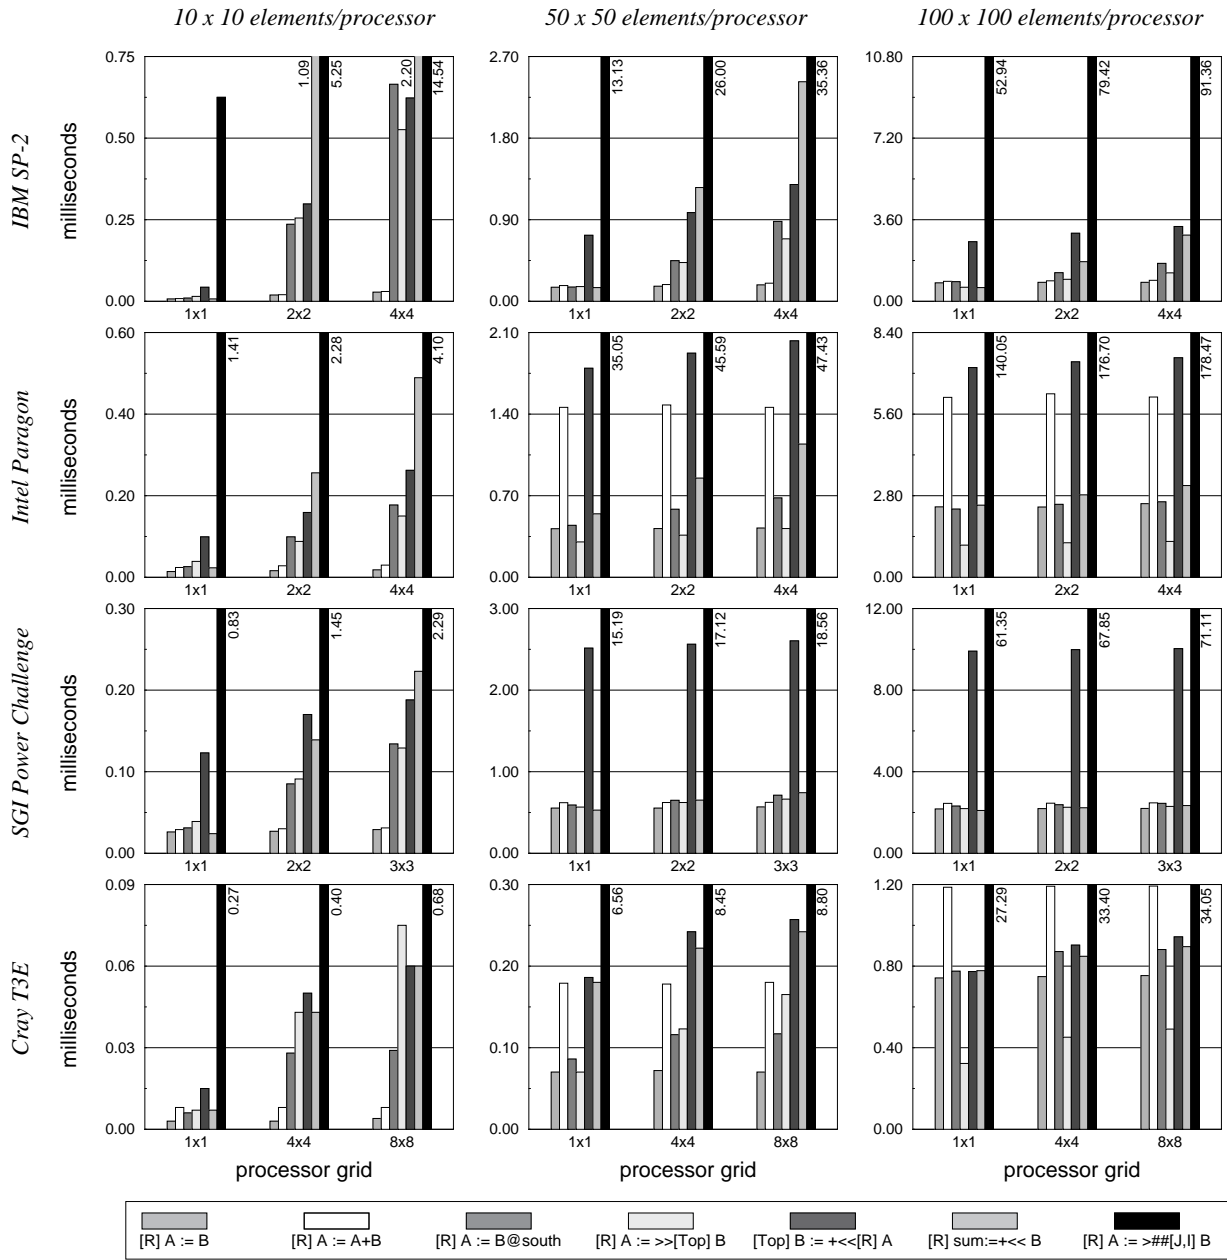 10 x 10 elements/processor
50 x 50 elements/processor
100 x 100 elements/processor
IBM SP-2
milliseconds
0.75
0.50
0.25
0.00
1.09
5.25
2.20
14.54
1x1
2x2
4x4
2.70
1.80
0.90
0.00
13.13
26.00
35.36
1x1
2x2
4x4
10.80
7.20
3.60
0.00
52.94
79.42
91.36
1x1
2x2
4x4
Intel Paragon
milliseconds
0.60
0.40
0.20
0.00
1.41
2.28
4.10
1x1
2x2
4x4
2.10
1.40
0.70
0.00
35.05
45.59
47.43
1x1
2x2
4x4
8.40
5.60
2.80
0.00
140.05
176.70
178.47
1x1
2x2
4x4
SGI Power Challenge
milliseconds
0.30
0.20
0.10
0.00
0.83
1.45
2.29
1x1
2x2
3x3
3.00
2.00
1.00
0.00
15.19
17.12
18.56
1x1
2x2
3x3
12.00
8.00
4.00
0.00
61.35
67.85
71.11
1x1
2x2
3x3
Cray T3E
milliseconds
0.09
0.06
0.03
0.00
0.27
0.40
0.68
1x1
4x4
8x8
processor grid
0.30
0.20
0.10
0.00
6.56
8.45
8.80
1x1
4x4
8x8
processor grid
1.20
0.80
0.40
0.00
27.29
33.40
34.05
1x1
4x4
8x8
processor grid
[R] A := B
[R] A := A+B
[R] A := B@south
[R] A := >>[Top] B
[Top] B := +<<[R] A
[R] sum:=+<< B
[R] A := >##[J,I] B